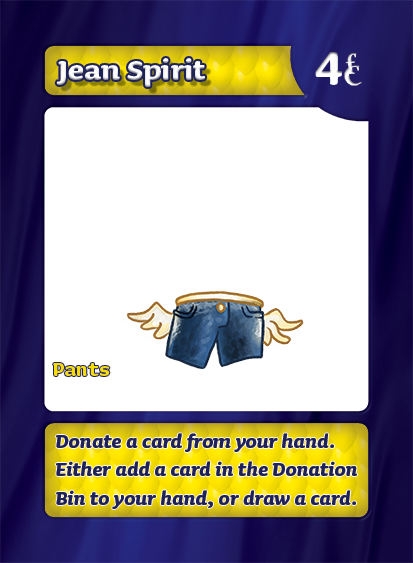 Jean Spirit
4
Pants
Donate a card from your hand.
Either add a card in the Donation
Bin to your hand, or draw a card.